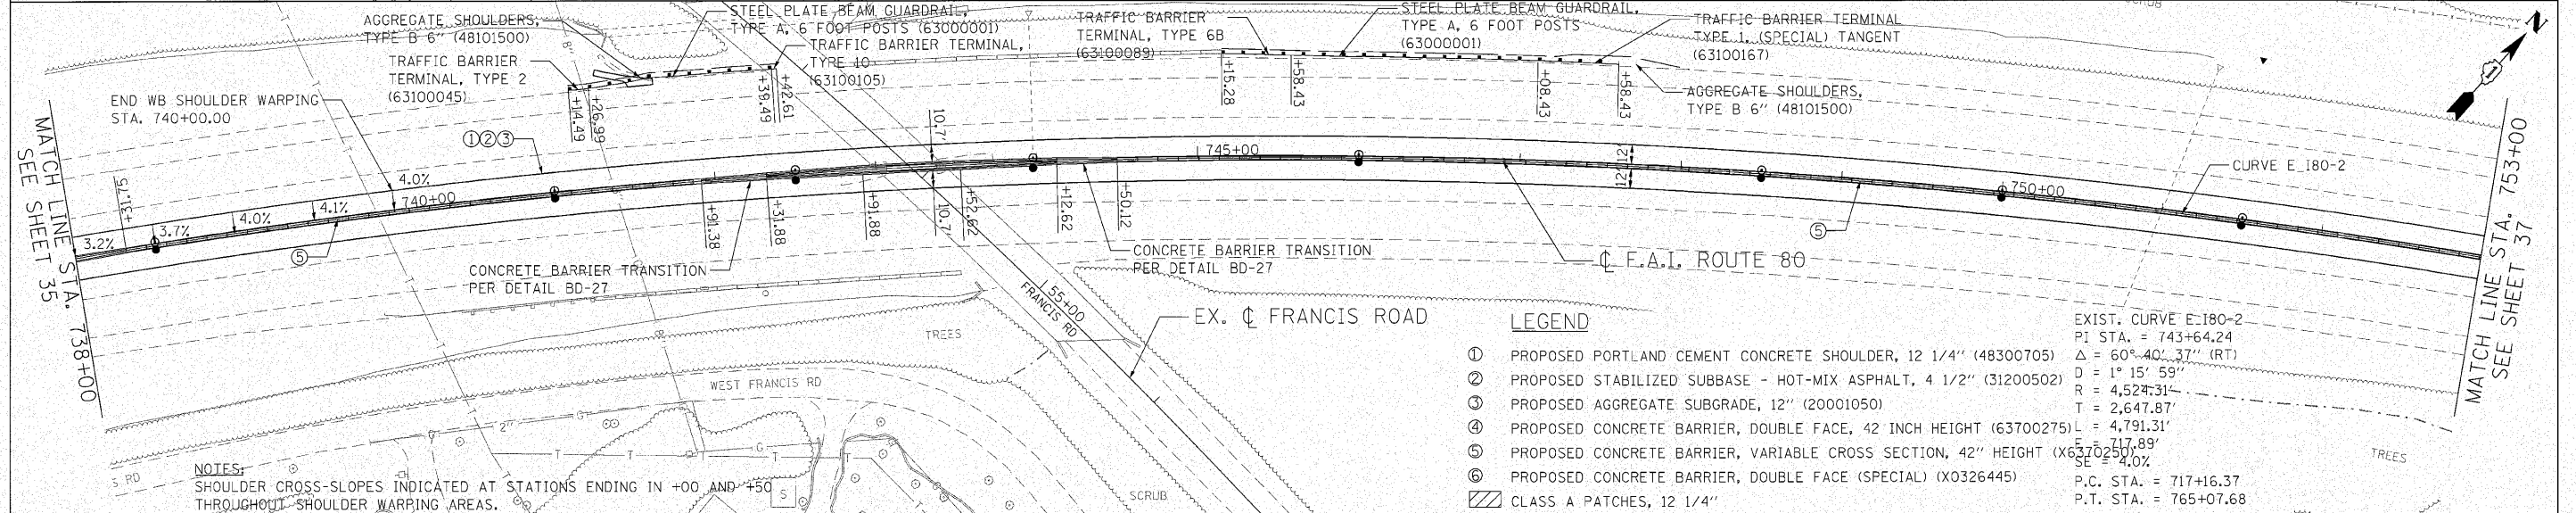 AGGREGATE SHOULDERS,
TYPE B 6" (48101500)
STEEL PLATE BEAM GUARDRAIL,
TYPE A, 6 FOOT POSTS (63000001)
TRAFFIC BARRIER TERMINAL,
TYPE 10
(63100105)
TRAFFIC BARRIER
TERMINAL, TYPE 6B
(63100089)
STEEL PLATE BEAM GUARDRAIL,
TYPE A, 6 FOOT POSTS
(63000001)
TRAFFIC BARRIER TERMINAL
TYPE 1, (SPECIAL) TANGENT
(63100167)
SCRUB
N
TRAFFIC BARRIER
TERMINAL, TYPE 2
(63100045)
8"
END WB SHOULDER WARPING
STA. 740+00.00
+14.49
+26.99
+39.49
+42.61
+15.28
+58.43
+08.43
+58.43
AGGREGATE SHOULDERS,
TYPE B 6" (48101500)
MATCH LINE STA. 738+00
SEE SHEET 35
①②③
10.7'
745+00
12'
12'
CURVE E_I80-2
750+00
MATCH LINE STA. 753+00
SEE SHEET 37
+31.75
3.2%
3.7%
4.0%
4.1%
4.0%
740+00
⑤
+91.38
+31.88
+91.88
10.7'
+52.62
+12.62
+50.12
⑤
CONCRETE BARRIER TRANSITION
PER DETAIL BD-27
CONCRETE BARRIER TRANSITION
PER DETAIL BD-27
℄ F.A.I. ROUTE 80
55+00
FRANCIS RD
EX. ℄ FRANCIS ROAD
TREES
WEST FRANCIS RD
2"
G
G
T
T
T
T
S RD
S
SCRUB
TREES
NOTES:
SHOULDER CROSS-SLOPES INDICATED AT STATIONS ENDING IN +00 AND +50
THROUGHOUT SHOULDER WARPING AREAS.
LEGEND
① PROPOSED PORTLAND CEMENT CONCRETE SHOULDER, 12 1/4" (48300705)
② PROPOSED STABILIZED SUBBASE - HOT-MIX ASPHALT, 4 1/2" (31200502)
③ PROPOSED AGGREGATE SUBGRADE, 12" (20001050)
④ PROPOSED CONCRETE BARRIER, DOUBLE FACE, 42 INCH HEIGHT (63700275)
⑤ PROPOSED CONCRETE BARRIER, VARIABLE CROSS SECTION, 42" HEIGHT (X6370250)
⑥ PROPOSED CONCRETE BARRIER, DOUBLE FACE (SPECIAL) (X0326445)
CLASS A PATCHES, 12 1/4"
EXIST. CURVE E_I80-2
PI STA. = 743+64.24
Δ = 60° 40' 37" (RT)
D = 1° 15' 59"
R = 4,524.31'
T = 2,647.87'
L = 4,791.31'
E = 717.89'
SE = 4.0%
P.C. STA. = 717+16.37
P.T. STA. = 765+07.68